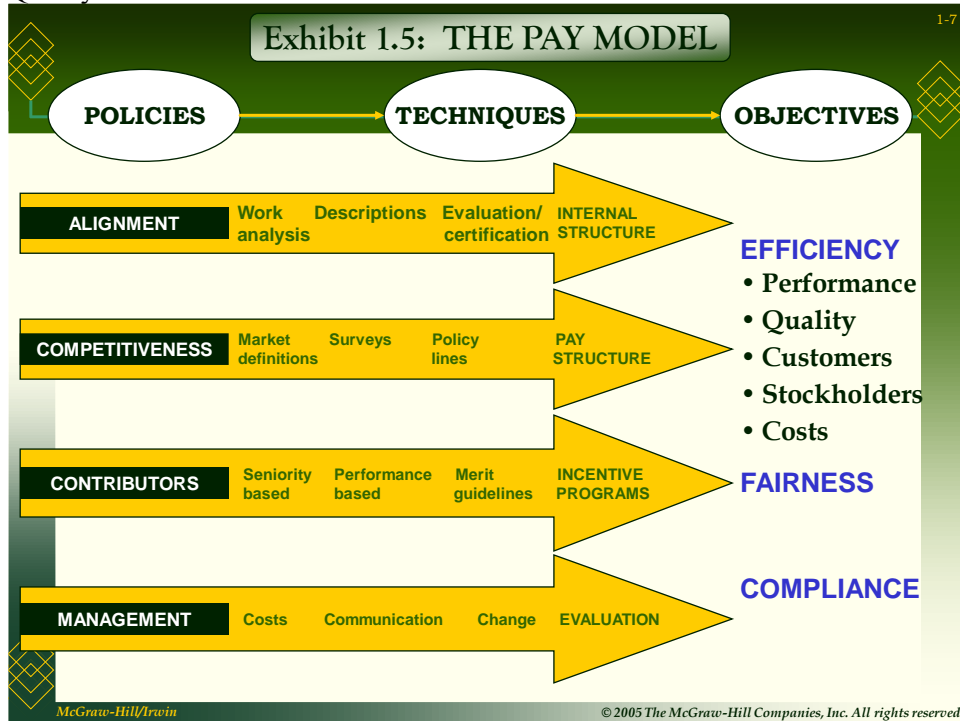 1-7
Exhibit 1.5: THE PAY MODEL
POLICIES TECHNIQUES OBJECTIVES
ALIGNMENT
Work Descriptions Evaluation/ INTERNAL
analysis certification STRUCTURE
COMPETITIVENESS
Market Surveys Policy PAY
definitions lines STRUCTURE
CONTRIBUTORS
Seniority Performance Merit INCENTIVE
based based guidelines PROGRAMS
MANAGEMENT
Costs Communication Change EVALUATION
EFFICIENCY
• Performance
• Quality
• Customers
• Stockholders
• Costs
FAIRNESS
COMPLIANCE
McGraw-Hill/Irwin
© 2005 The McGraw-Hill Companies, Inc. All rights reserved